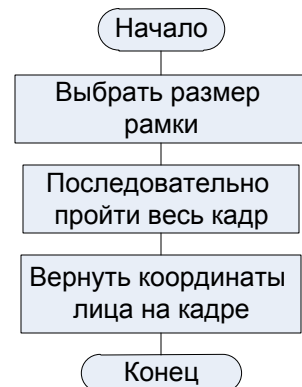 Начало
Выбрать размер
рамки
Последовательно
пройти весь кадр
Вернуть координаты
лица на кадре
Конец